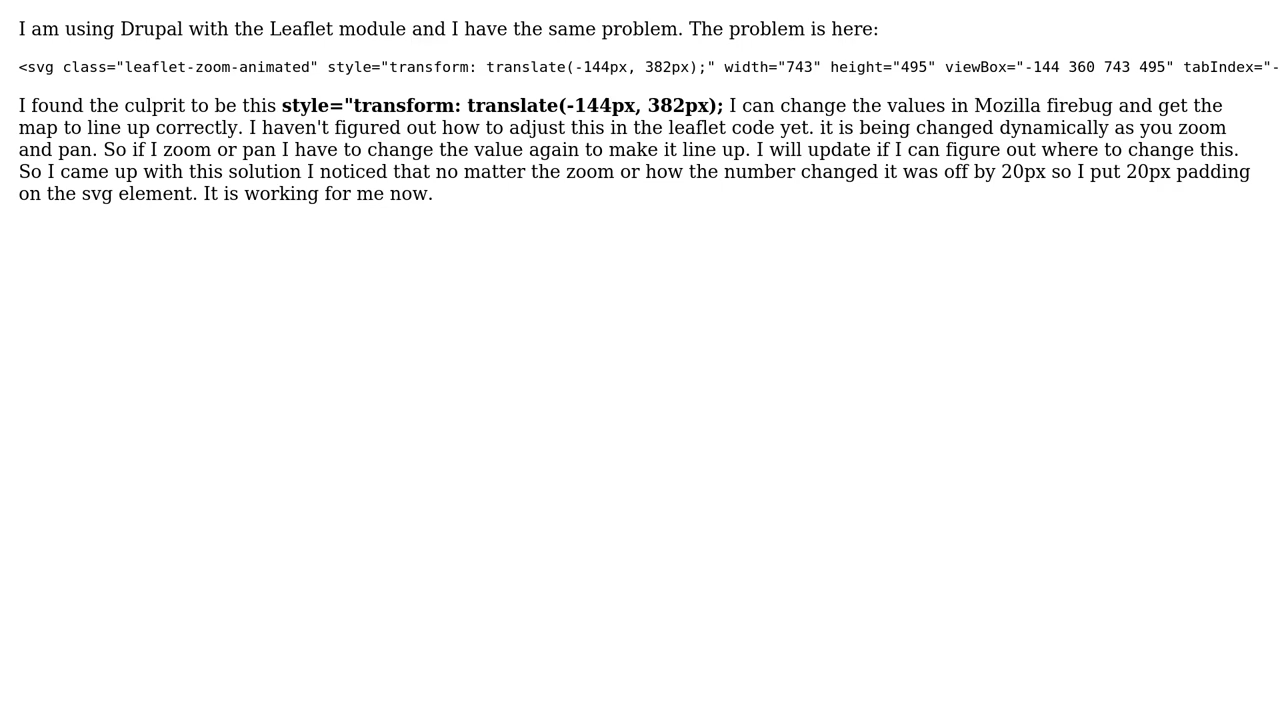 I am using Drupal with the Leaflet module and I have the same problem. The problem is here:
<svg class="leaflet-zoom-animated" style="transform: translate(-144px, 382px);" width="743" height="495" viewBox="-144 360 743 495" tabIndex="-
I found the culprit to be this style="transform: translate(-144px, 382px); I can change the values in Mozilla firebug and get the
map to line up correctly. I haven't figured out how to adjust this in the leaflet code yet. it is being changed dynamically as you zoom
and pan. So if I zoom or pan I have to change the value again to make it line up. I will update if I can figure out where to change this.
So I came up with this solution I noticed that no matter the zoom or how the number changed it was off by 20px so I put 20px padding
on the svg element. It is working for me now.